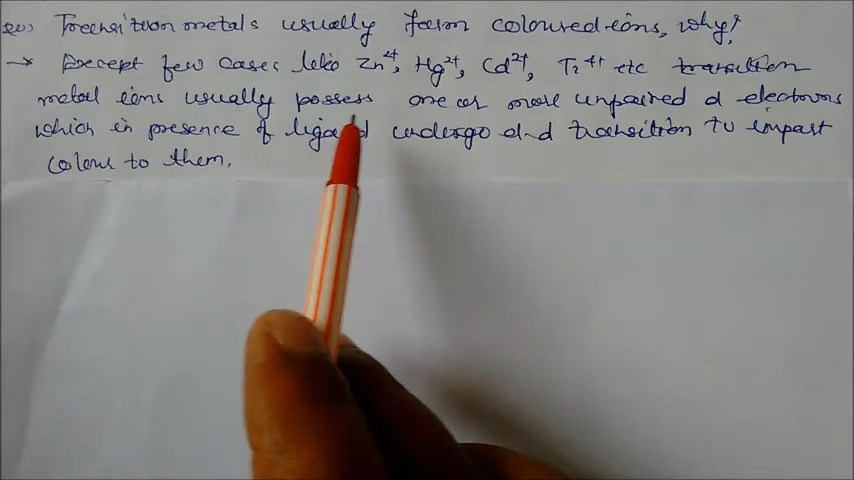 Transition metals usually form coloured ions, why?
→ Except few cases like Zn²⁺, Hg²⁺, Cd²⁺, Ti⁴⁺ etc transition
metal ions usually possess one or more unpaired d electrons
which in presence of ligand undergo d-d transition to impart
colour to them.